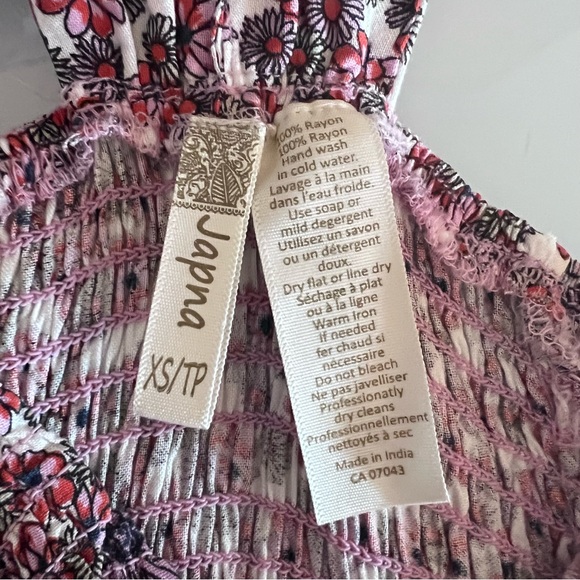 Japna
XS/TP
100% Rayon
100% Rayon
Hand wash
in cold water.
Lavage à la main
dans l'eau froide.
Use soap or
mild degergent
Utilisez un savon
ou un détergent
doux.
Dry flat or line dry
Séchage à plat
ou à la ligne
Warm Iron
If needed
fer chaud si
nécessaire
Do not bleach
Ne pas javelliser
Professionatly
dry cleans
Professionnellement
nettoyés à sec
Made in India
CA 07043